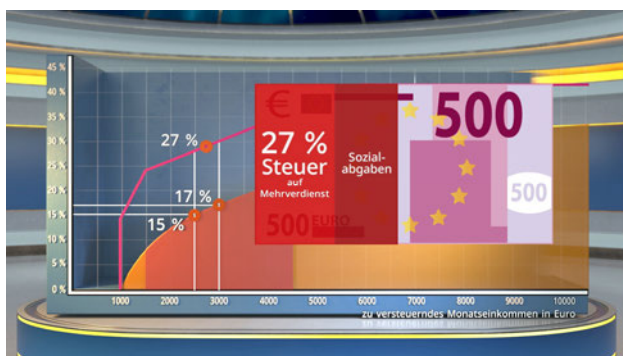 45 %
40 %
35 %
30 %
25 %
20 %
15 %
10 %
5 %
0 %
27 %
17 %
15 %
€
500
27 %
Steuer
auf
Mehrverdienst
Sozial-
abgaben
500
500 EURO
1000 2000 3000 4000 5000 6000 7000 8000 9000 10000
zu versteuerndes Monatseinkommen in Euro